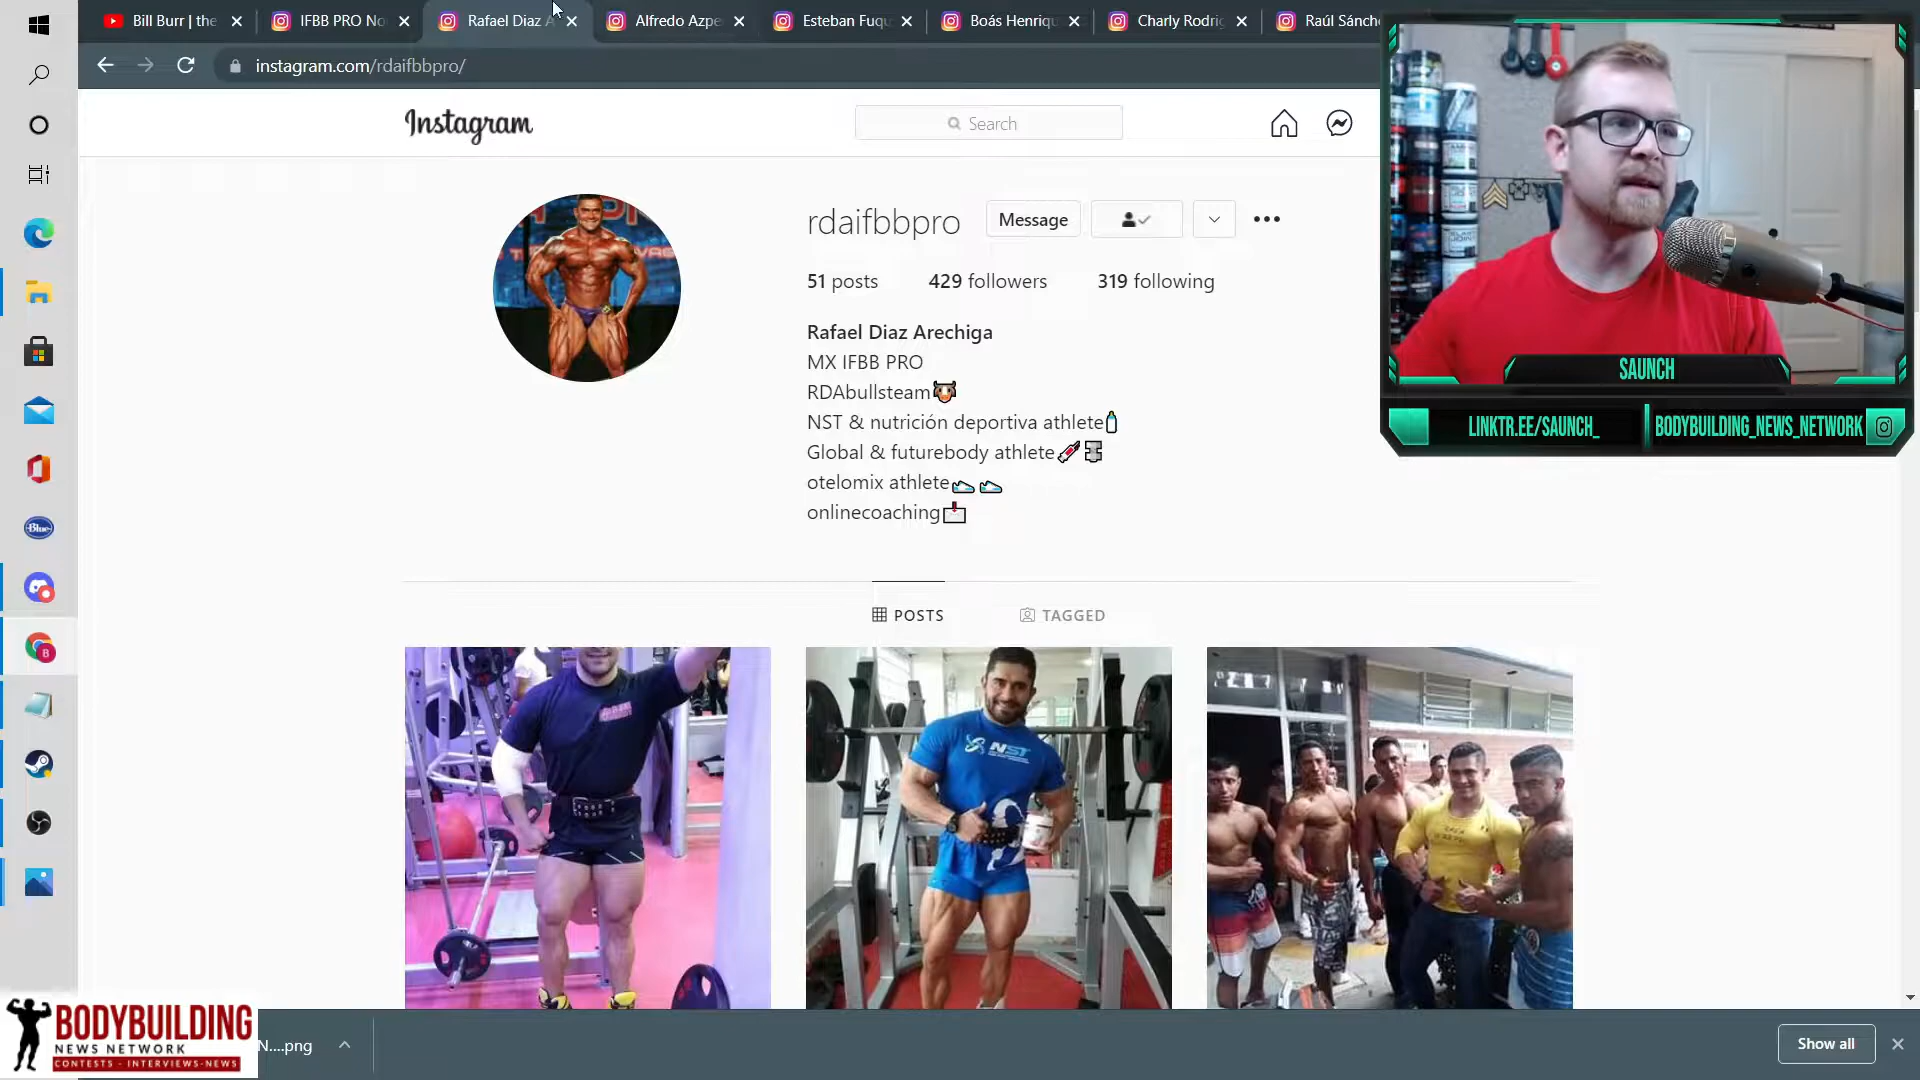 Bill Burr | the
IFBB PRO No
Rafael Diaz A
Alfredo Azpe
Esteban Fuq
Boás Henriqu
Charly Rodrig
Raúl Sánch
instagram.com/rdaifbbpro/
Instagram
Search
rdaifbbpro
Message
51 posts
429 followers
319 following
Rafael Diaz Arechiga
MX IFBB PRO
RDAbullsteam
NST & nutrición deportiva athlete
Global & futurebody athlete
otelomix athlete
onlinecoaching
POSTS
TAGGED
NST
SAUNCH
LINKTR.EE/SAUNCH_
BODYBUILDING_NEWS_NETWORK
Blue
B
BODYBUILDING
NEWS NETWORK
CONTESTS - INTERVIEWS-NEWS
N....png
Show all